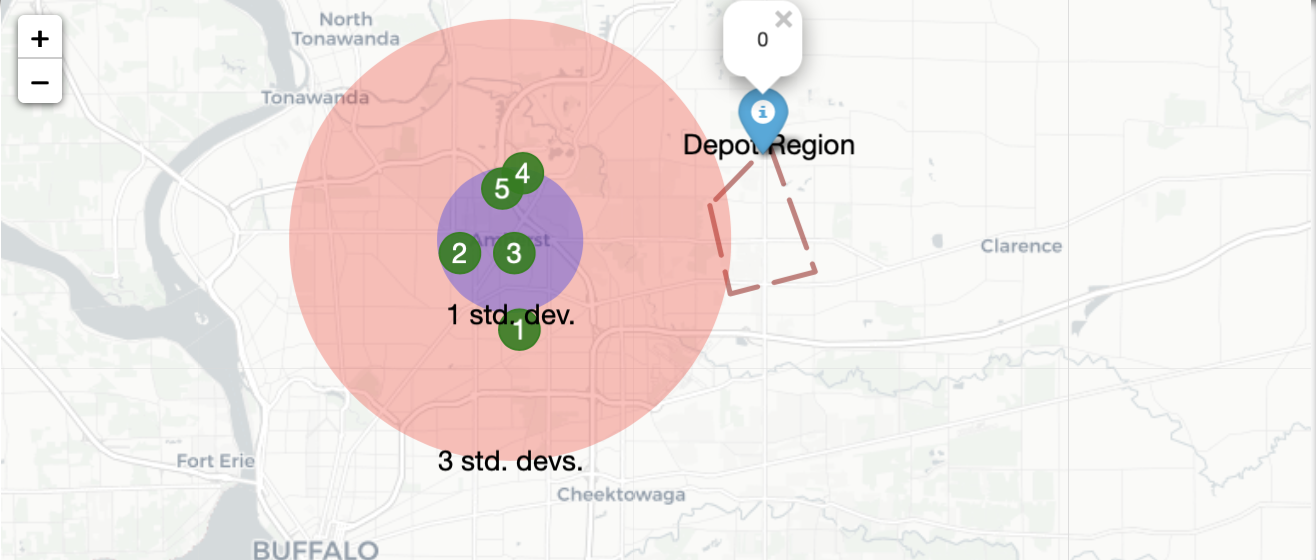 +
−
North
Tonawanda
Tonawanda
×
0
i
Depot Region
4
5
Amherst
2
3
Clarence
1 std. dev.
1
3 std. devs.
Fort Erie
Cheektowaga
BUFFALO